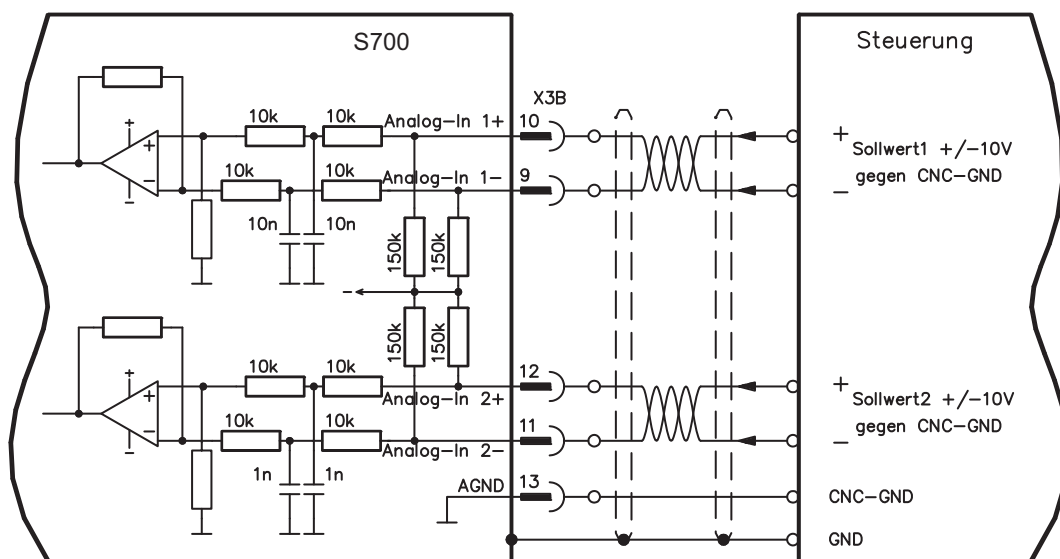 S700
Steuerung
X3B
10k
10k
Analog-In 1+
10
+
Sollwert1 +/-10V
gegen CNC-GND
10k
10k
Analog-In 1-
9
-
+
+
-
-
10n
10n
150k
150k
-
150k
150k
10k
10k
12
+
Analog-In 2+
Sollwert2 +/-10V
gegen CNC-GND
10k
10k
11
-
Analog-In 2-
+
+
-
-
1n
1n
AGND
13
CNC-GND
GND